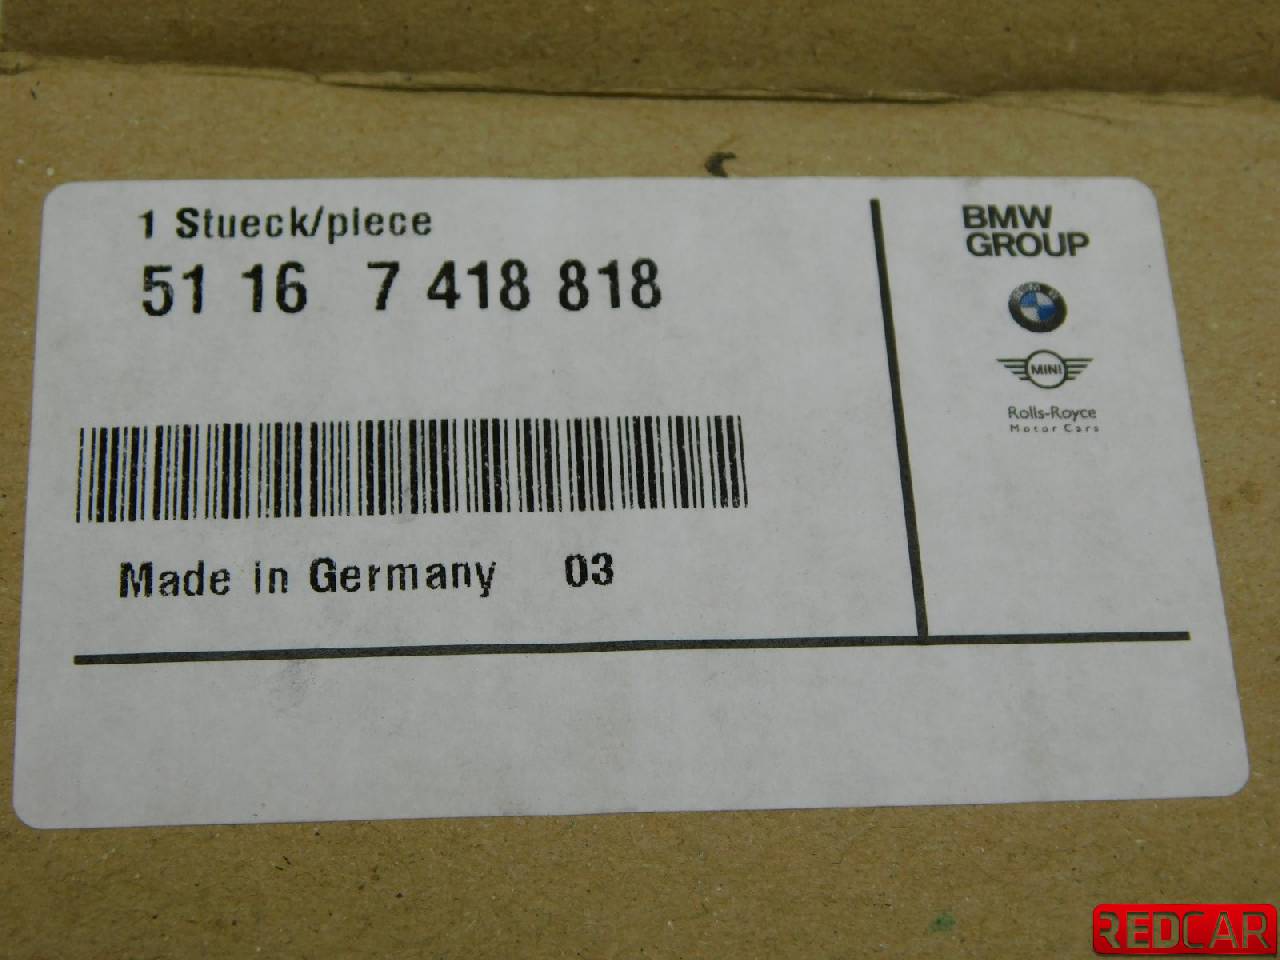 1 Stueck/piece
51 16 7 418 818
Made in Germany 03
BMW
GROUP
BMW
MINI
Rolls-Royce
Motor Cars
REDCAR